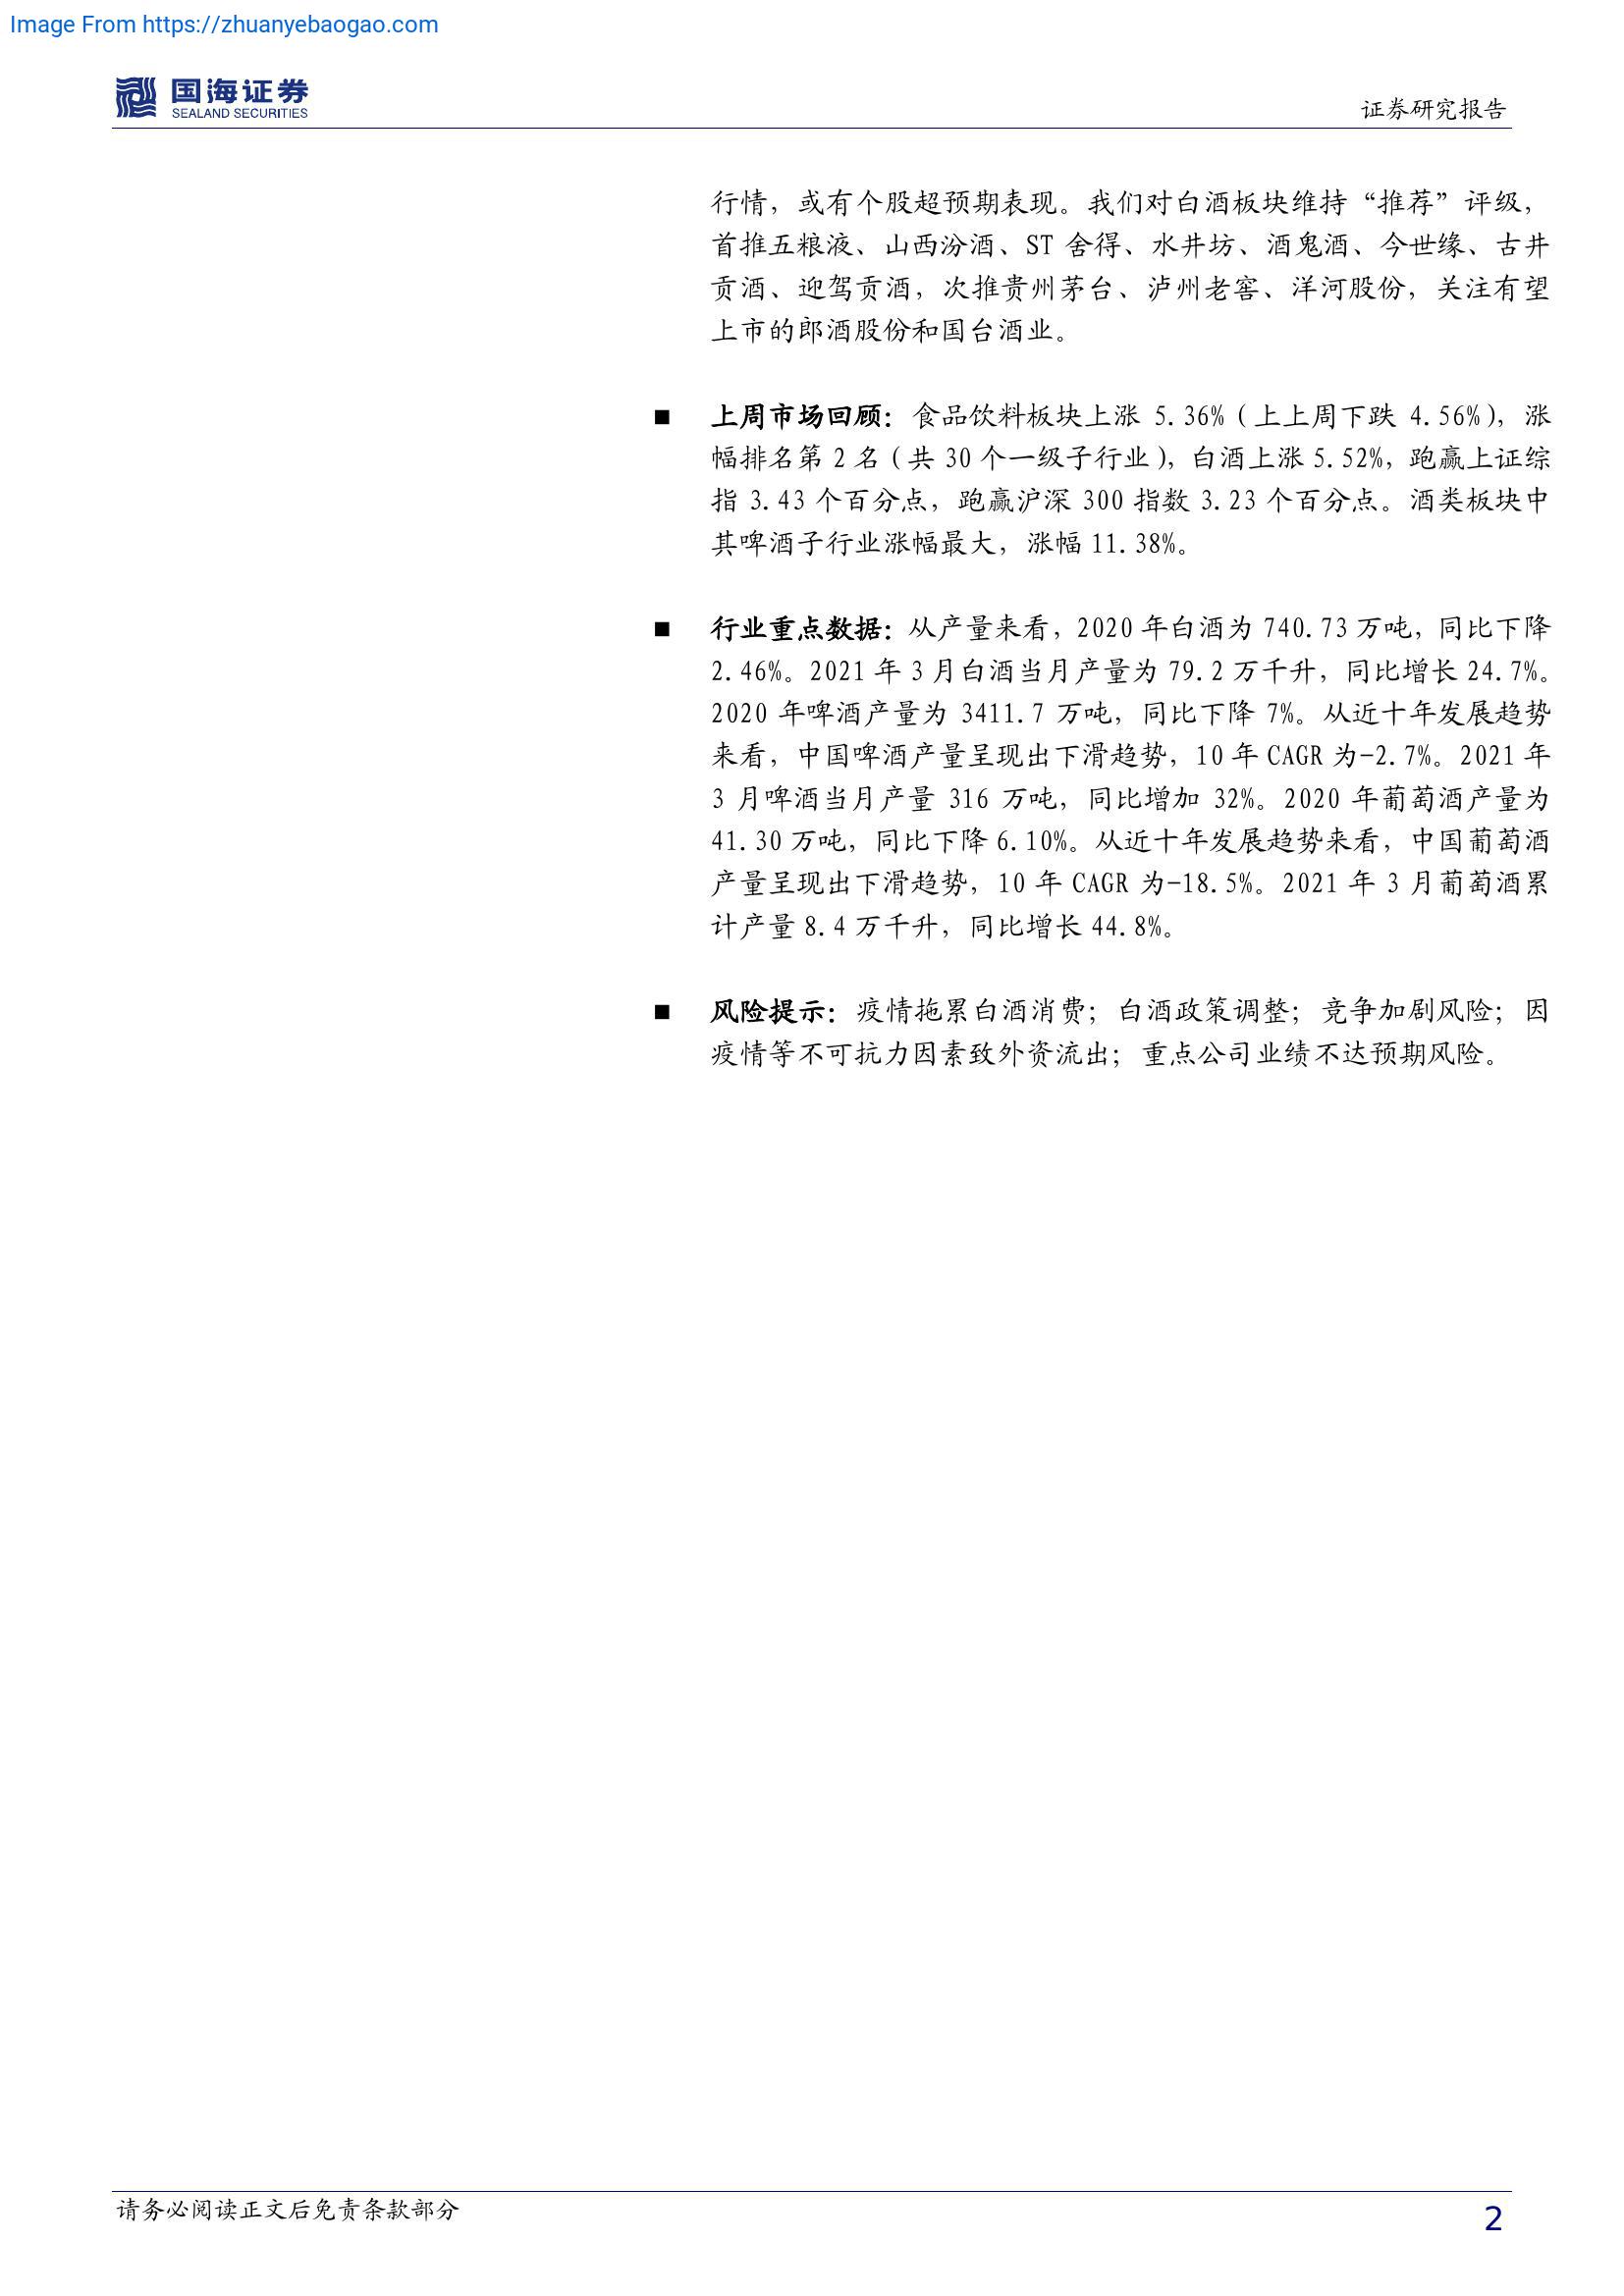 Image From https://zhuanyebaogao.com
国海证券
SEALAND SECURITIES
证券研究报告
行情，或有个股超预期表现。我们对白酒板块维持“推荐”评级，
首推五粮液、山西汾酒、ST 舍得、水井坊、酒鬼酒、今世缘、古井
贡酒、迎驾贡酒，次推贵州茅台、泸州老窖、洋河股份，关注有望
上市的郎酒股份和国台酒业。
■ 上周市场回顾：食品饮料板块上涨 5.36%（上上周下跌 4.56%），涨
幅排名第 2 名（共 30 个一级子行业），白酒上涨 5.52%，跑赢上证综
指 3.43 个百分点，跑赢沪深 300 指数 3.23 个百分点。酒类板块中
其啤酒子行业涨幅最大，涨幅 11.38%。
■ 行业重点数据：从产量来看，2020 年白酒为 740.73 万吨，同比下降
2.46%。2021 年 3 月白酒当月产量为 79.2 万千升，同比增长 24.7%。
2020 年啤酒产量为 3411.7 万吨，同比下降 7%。从近十年发展趋势
来看，中国啤酒产量呈现出下滑趋势，10 年 CAGR 为-2.7%。2021 年
3 月啤酒当月产量 316 万吨，同比增加 32%。2020 年葡萄酒产量为
41.30 万吨，同比下降 6.10%。从近十年发展趋势来看，中国葡萄酒
产量呈现出下滑趋势，10 年 CAGR 为-18.5%。2021 年 3 月葡萄酒累
计产量 8.4 万千升，同比增长 44.8%。
■ 风险提示：疫情拖累白酒消费；白酒政策调整；竞争加剧风险；因
疫情等不可抗力因素致外资流出；重点公司业绩不达预期风险。
请务必阅读正文后免责条款部分
2